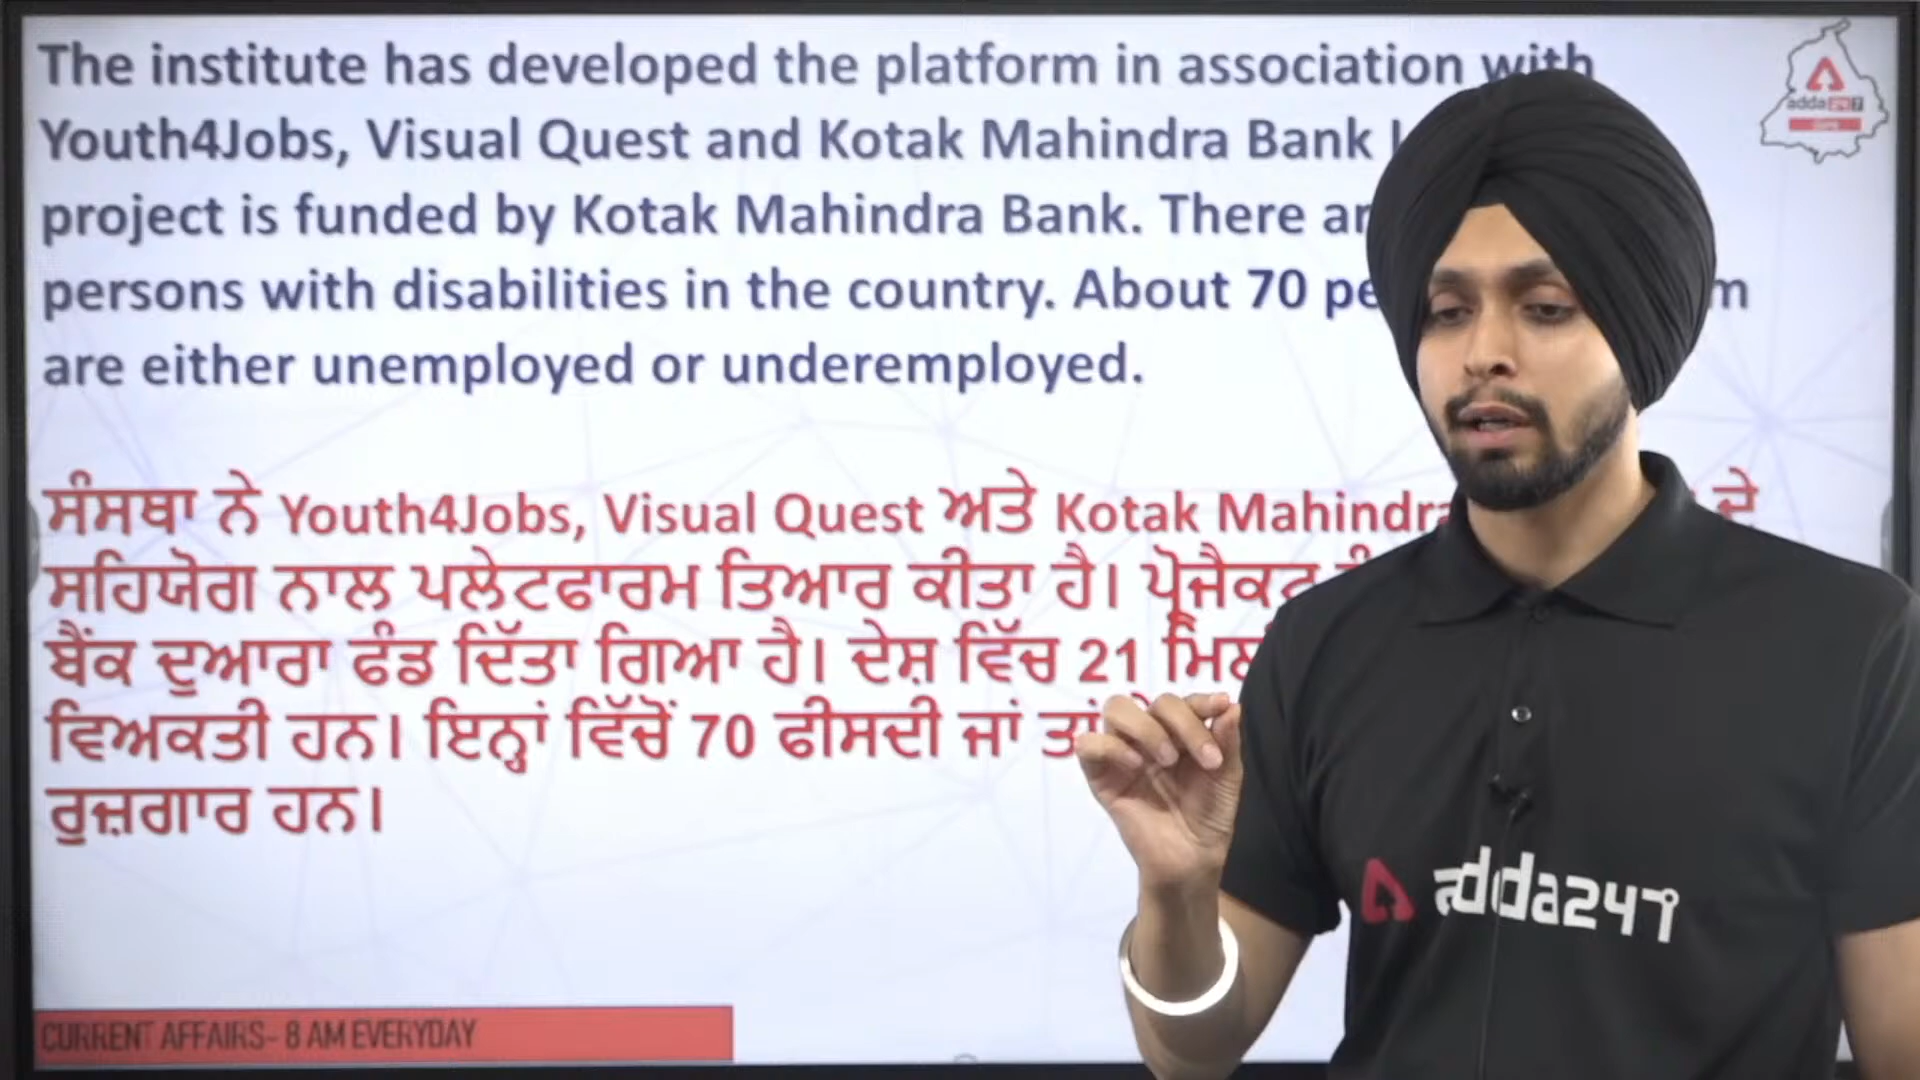 The institute has developed the platform in association with
Youth4Jobs, Visual Quest and Kotak Mahindra Bank
project is funded by Kotak Mahindra Bank. There
persons with disabilities in the country. About 70
are either unemployed or underemployed.
ਸੰਸਥਾ ਨੇ Youth4Jobs, Visual Quest ਅਤੇ Kotak Mahindra ਦੇ
ਸਹਿਯੋਗ ਨਾਲ ਪਲੇਟਫਾਰਮ ਤਿਆਰ ਕੀਤਾ ਹੈ। ਪ੍ਰੋਜੈਕਟ
ਬੈਂਕ ਦੁਆਰਾ ਫੰਡ ਦਿੱਤਾ ਗਿਆ ਹੈ। ਦੇਸ਼ ਵਿੱਚ 21
ਵਿਅਕਤੀ ਹਨ। ਇਨ੍ਹਾਂ ਵਿੱਚੋਂ 70 ਫੀਸਦੀ ਜਾਂ ਤਾਂ
ਰੁਜ਼ਗਾਰ ਹਨ।
CURRENT AFFAIRS- 8 AM EVERYDAY
adda247
adda247